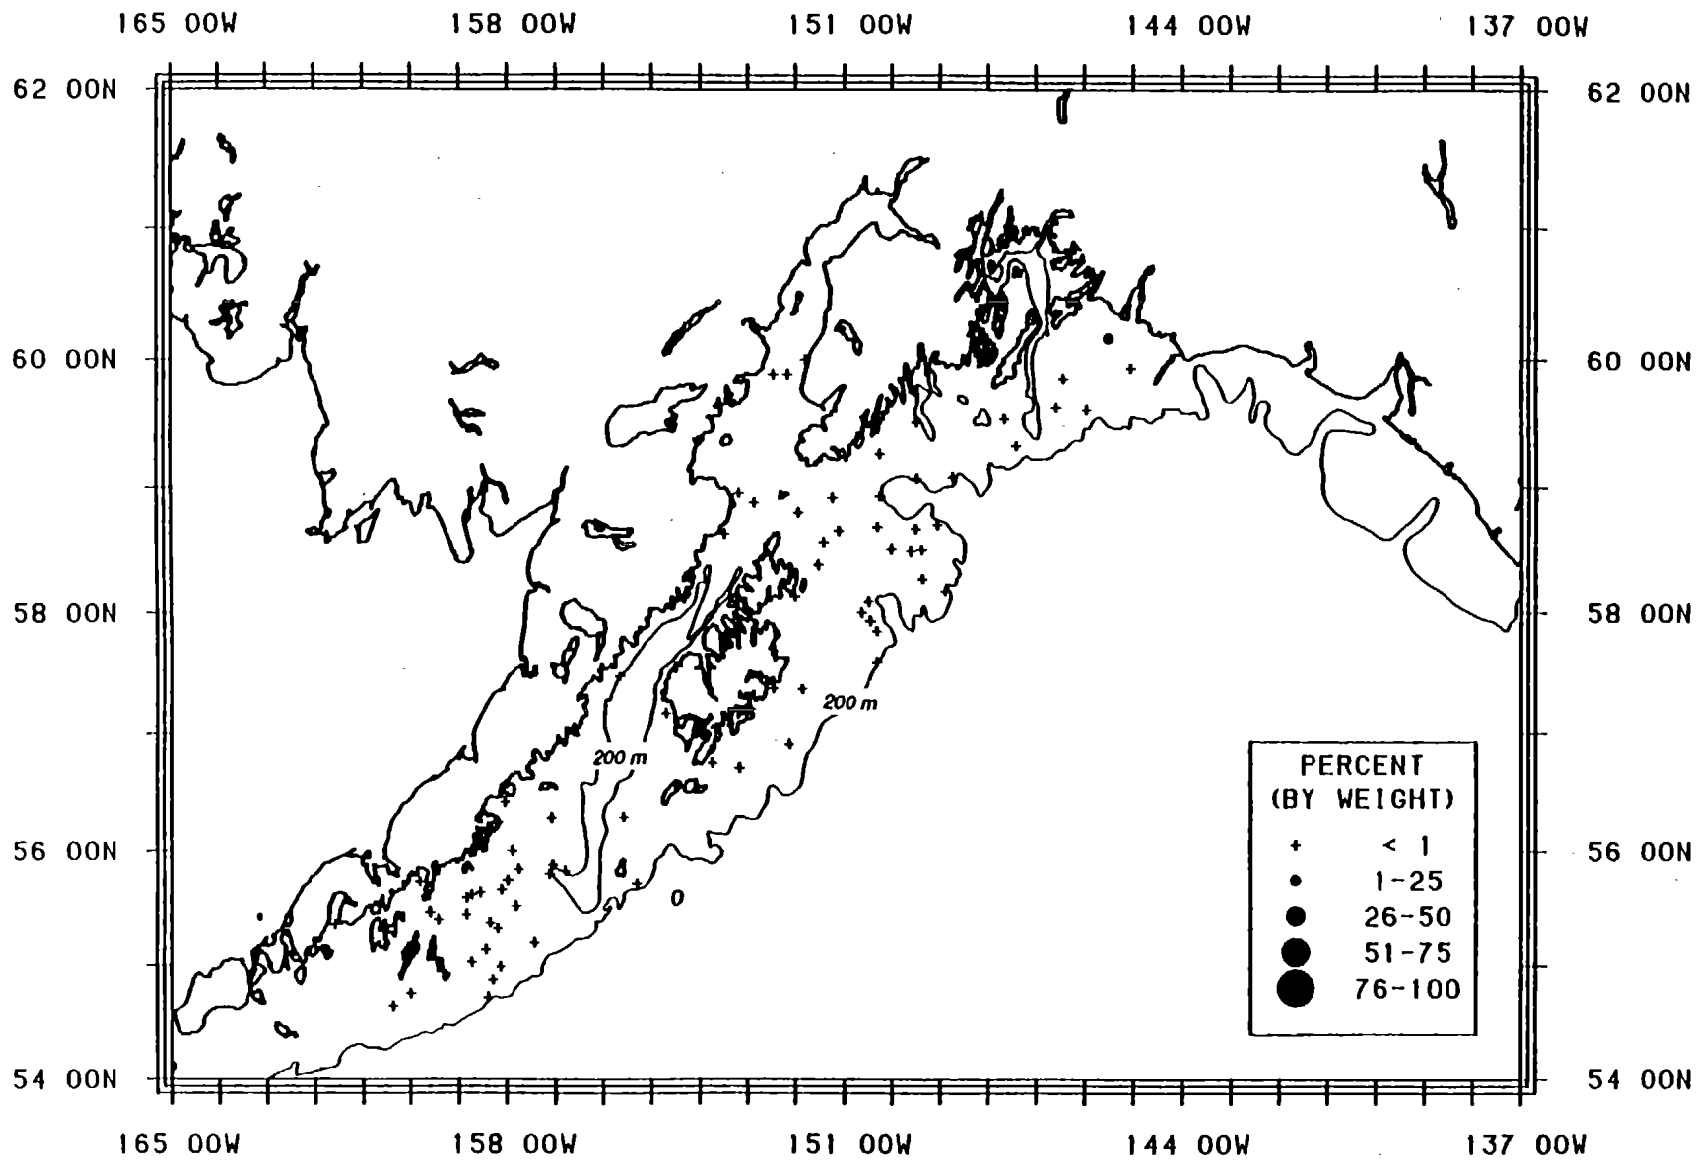 165 00W 158 00W 151 00W 144 00W 137 00W
62 00N 62 00N
60 00N 60 00N
58 00N 58 00N
200 m
200 m
PERCENT
(BY WEIGHT)
< 1
1-25
26-50
51-75
76-100
56 00N 56 00N
54 00N 54 00N
165 00W 158 00W 151 00W 144 00W 137 00W